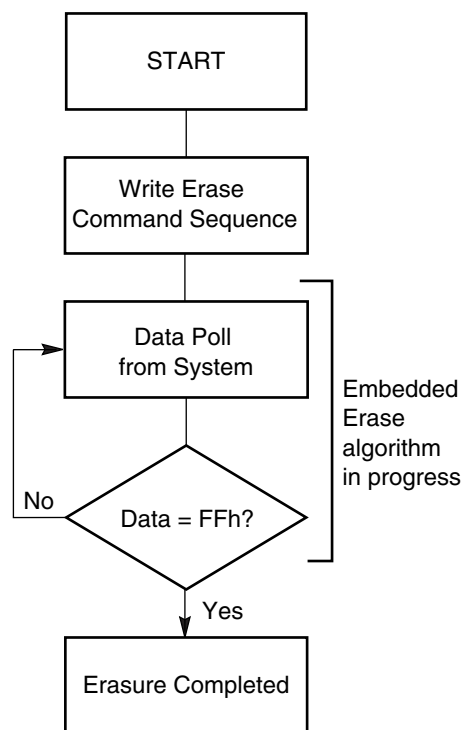 START
Write Erase
Command Sequence
Data Poll
from System
Embedded
Erase
algorithm
in progress
No
Data = FFh?
Yes
Erasure Completed